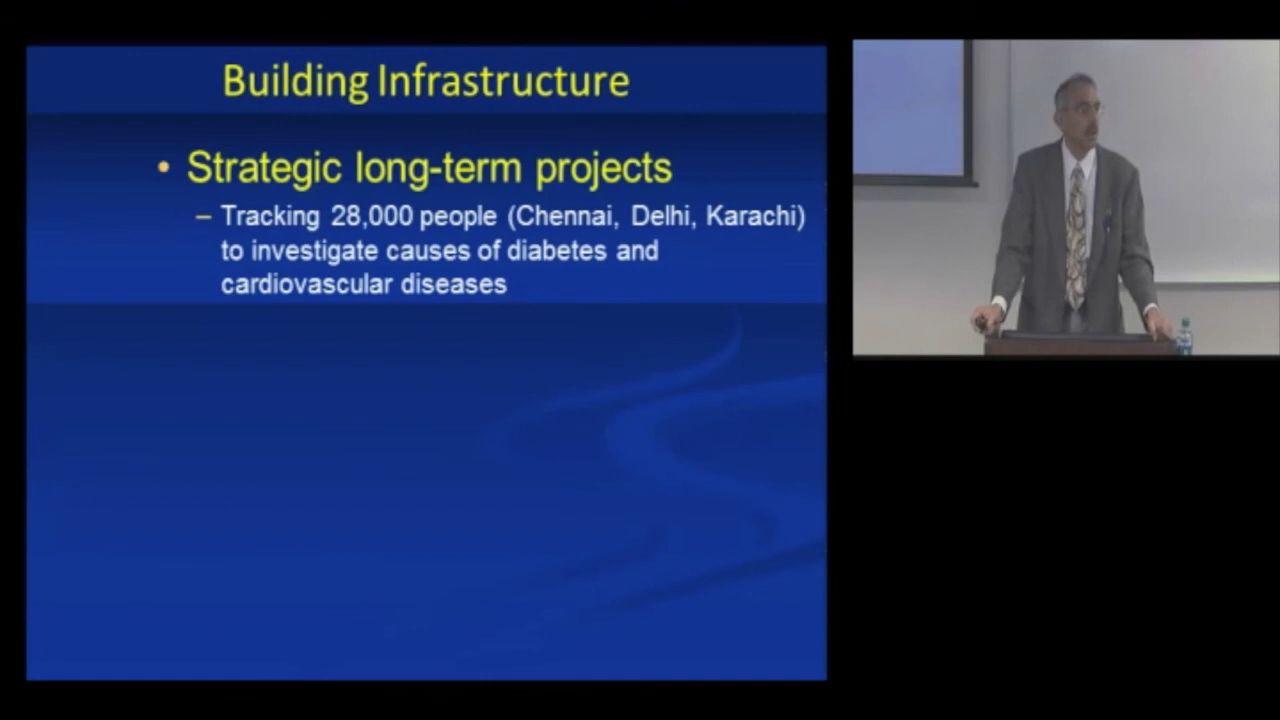 Building Infrastructure
• Strategic long-term projects
– Tracking 28,000 people (Chennai, Delhi, Karachi)
to investigate causes of diabetes and
cardiovascular diseases